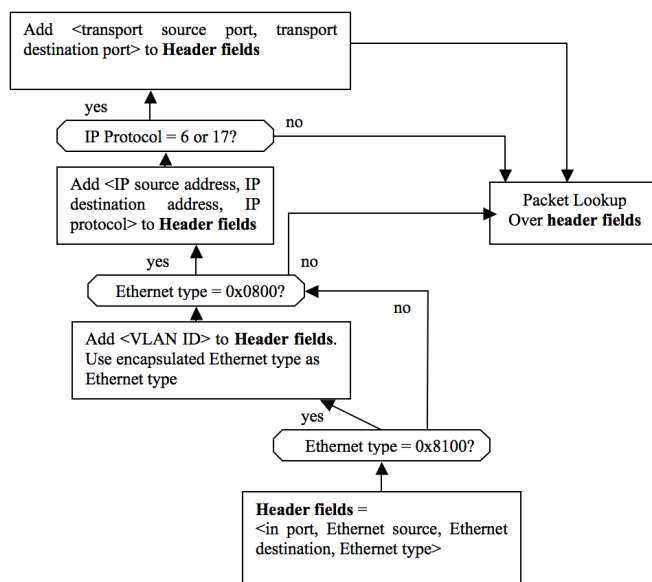 Add <transport source port, transport
destination port> to Header fields
yes
IP Protocol = 6 or 17?
no
Add <IP source address, IP
destination address, IP
protocol> to Header fields
Packet Lookup
Over header fields
yes
no
Ethernet type = 0x0800?
no
Add <VLAN ID> to Header fields.
Use encapsulated Ethernet type as
Ethernet type
yes
Ethernet type = 0x8100?
Header fields =
<in port, Ethernet source, Ethernet
destination, Ethernet type>